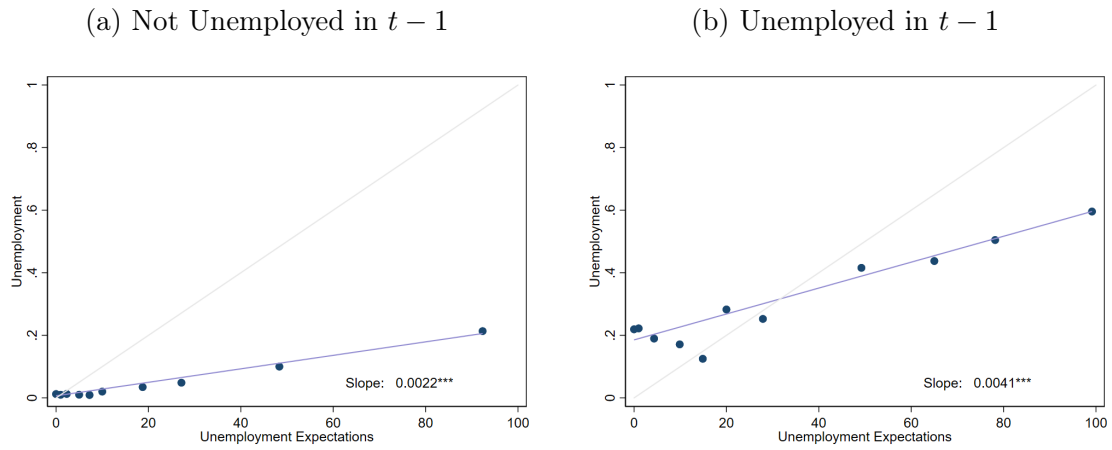 (a) Not Unemployed in t − 1
1
.8
.6
.4
.2
0
Unemployment
Slope: 0.0022***
0 20 40 60 80 100
Unemployment Expectations
(b) Unemployed in t − 1
1
.8
.6
.4
.2
0
Unemployment
Slope: 0.0041***
0 20 40 60 80 100
Unemployment Expectations